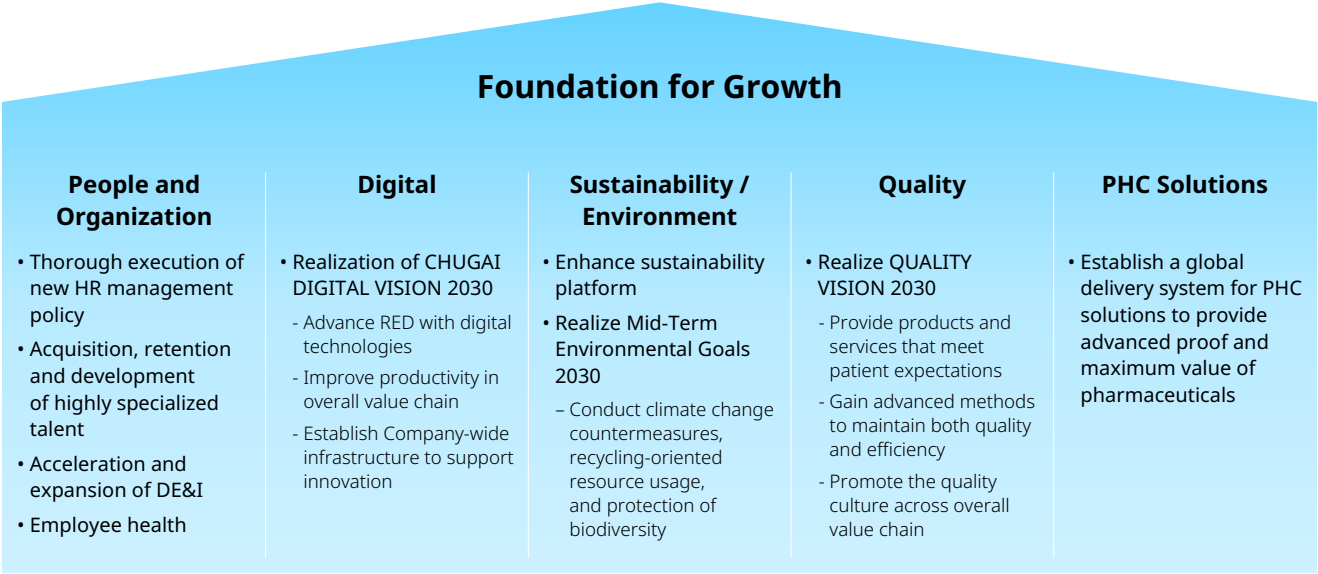 Foundation for Growth
People and
Organization
• Thorough execution of
new HR management
policy
• Acquisition, retention
and development
of highly specialized
talent
• Acceleration and
expansion of DE&I
• Employee health
Digital
• Realization of CHUGAI
DIGITAL VISION 2030
- Advance RED with digital
technologies
- Improve productivity in
overall value chain
- Establish Company-wide
infrastructure to support
innovation
Sustainability /
Environment
• Enhance sustainability
platform
• Realize Mid-Term
Environmental Goals
2030
– Conduct climate change
countermeasures,
recycling-oriented
resource usage,
and protection of
biodiversity
Quality
• Realize QUALITY
VISION 2030
- Provide products and
services that meet
patient expectations
- Gain advanced methods
to maintain both quality
and efficiency
- Promote the quality
culture across overall
value chain
PHC Solutions
• Establish a global
delivery system for PHC
solutions to provide
advanced proof and
maximum value of
pharmaceuticals